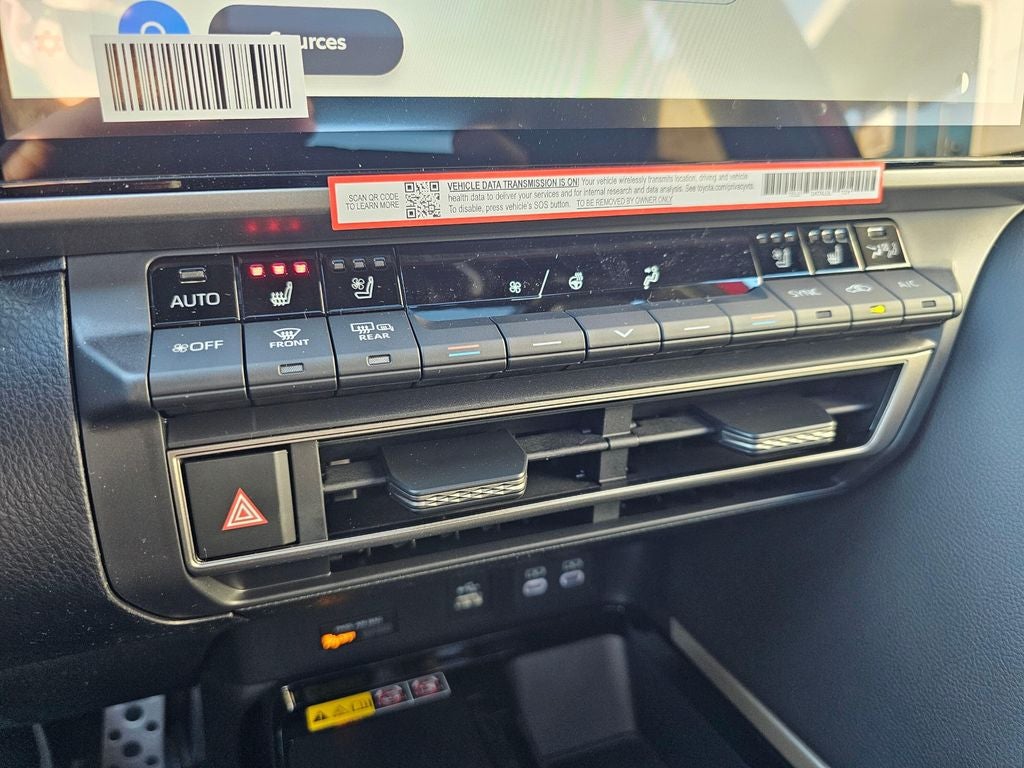 urces
SCAN QR CODE
TO LEARN MORE
VEHICLE DATA TRANSMISSION IS ON! Your vehicle wirelessly transmits location, driving and vehicle
health data to deliver your services and for internal research and data analysis. See toyota.com/privacyvts.
To disable, press vehicle's SOS button. TO BE REMOVED BY OWNER ONLY
AUTO
OFF
FRONT
REAR
SYNC
A/C